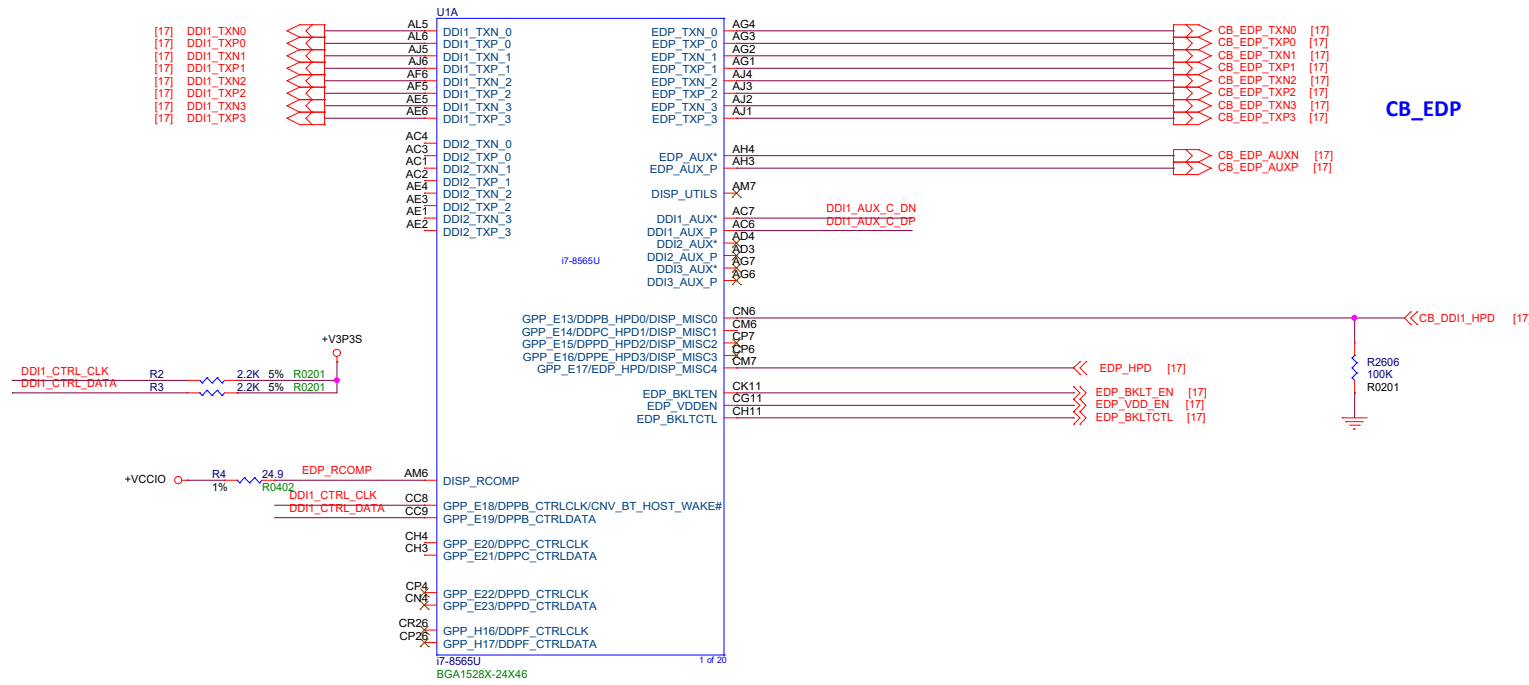 U1A
[17] DDI1_TXN0 AL5 DDI1_TXN_0 EDP_TXN_0 AG4 CB_EDP_TXN0 [17]
[17] DDI1_TXP0 AL6 DDI1_TXP_0 EDP_TXP_0 AG3 CB_EDP_TXP0 [17]
[17] DDI1_TXN1 AJ5 DDI1_TXN_1 EDP_TXN_1 AG2 CB_EDP_TXN1 [17]
[17] DDI1_TXP1 AJ6 DDI1_TXP_1 EDP_TXP_1 AG1 CB_EDP_TXP1 [17]
[17] DDI1_TXN2 AF6 DDI1_TXN_2 EDP_TXN_2 AJ4 CB_EDP_TXN2 [17]
[17] DDI1_TXP2 AF5 DDI1_TXP_2 EDP_TXP_2 AJ3 CB_EDP_TXP2 [17]
[17] DDI1_TXN3 AE5 DDI1_TXN_3 EDP_TXN_3 AJ2 CB_EDP_TXN3 [17]
[17] DDI1_TXP3 AE6 DDI1_TXP_3 EDP_TXP_3 AJ1 CB_EDP_TXP3 [17]
CB_EDP
AC4 DDI2_TXN_0
AC3 DDI2_TXP_0 EDP_AUX* AH4 CB_EDP_AUXN [17]
AC1 DDI2_TXN_1 EDP_AUX_P AH3 CB_EDP_AUXP [17]
AC2 DDI2_TXP_1
AE4 DDI2_TXN_2 DISP_UTILS AM7
AE3 DDI2_TXP_2
AE1 DDI2_TXN_3 DDI1_AUX* AC7 DDI1_AUX_C_DN
AE2 DDI2_TXP_3 DDI1_AUX_P AC6 DDI1_AUX_C_DP
DDI2_AUX* AD4
DDI2_AUX_P AD3
i7-8565U
DDI3_AUX* AG7
DDI3_AUX_P AG6
GPP_E13/DDPB_HPD0/DISP_MISC0 CN6 CB_DDI1_HPD [17
GPP_E14/DDPC_HPD1/DISP_MISC1 CM6
GPP_E15/DPPD_HPD2/DISP_MISC2 CP7
GPP_E16/DPPE_HPD3/DISP_MISC3 CP6
GPP_E17/EDP_HPD/DISP_MISC4 CM7 EDP_HPD [17]
R2606
100K
R0201
+V3P3S
DDI1_CTRL_CLK R2 2.2K 5% R0201
DDI1_CTRL_DATA R3 2.2K 5% R0201
EDP_BKLTEN CK11 EDP_BKLT_EN [17]
EDP_VDDEN CG11 EDP_VDD_EN [17]
EDP_BKLTCTL CH11 EDP_BKLTCTL [17]
+VCCIO R4 24.9 EDP_RCOMP AM6 DISP_RCOMP
1% R0402
DDI1_CTRL_CLK CC8 GPP_E18/DPPB_CTRLCLK/CNV_BT_HOST_WAKE#
DDI1_CTRL_DATA CC9 GPP_E19/DPPB_CTRLDATA
CH4 GPP_E20/DPPC_CTRLCLK
CH3 GPP_E21/DPPC_CTRLDATA
CP4 GPP_E22/DPPD_CTRLCLK
CN4 GPP_E23/DPPD_CTRLDATA
CR26 GPP_H16/DDPF_CTRLCLK
CP26 GPP_H17/DDPF_CTRLDATA
i7-8565U 1 of 20
BGA1528X-24X46